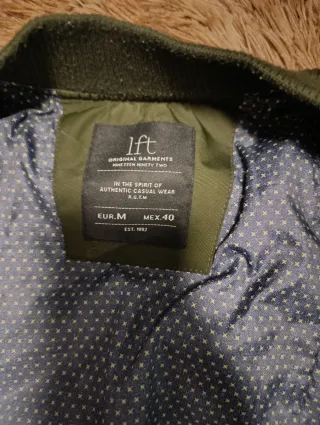 lft
ORIGINAL GARMENTS
NINETEEN NINETY TWO
IN THE SPIRIT OF
AUTHENTIC CASUAL WEAR
EUR.M MEX.40
EST. 1992